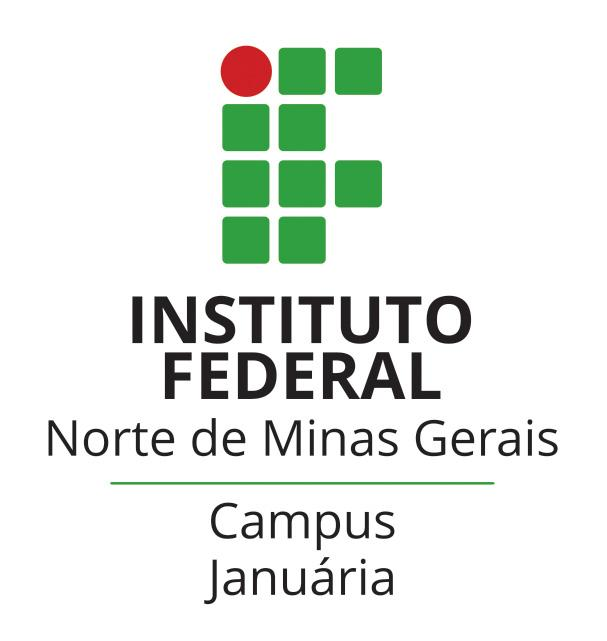 INSTITUTO
FEDERAL
Norte de Minas Gerais
Campus
Januária